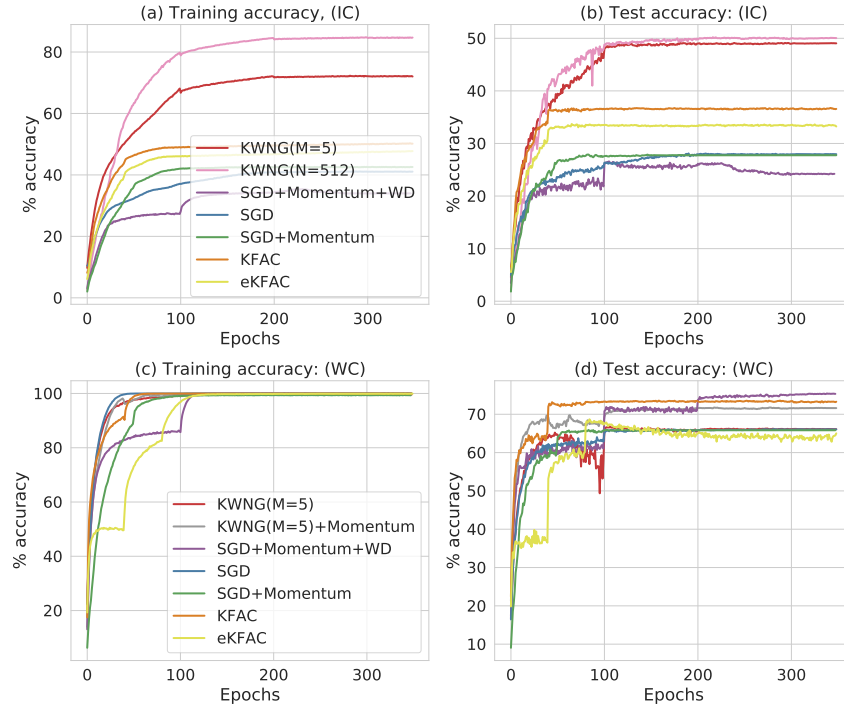 (a) Training accuracy, (IC)
% accuracy
80
60
40
20
0
KWNG(M=5)
KWNG(N=512)
SGD+Momentum+WD
SGD
SGD+Momentum
KFAC
eKFAC
0 100 200 300
Epochs
(b) Test accuracy: (IC)
% accuracy
50
40
30
20
10
0
0 100 200 300
Epochs
(c) Training accuracy: (WC)
% accuracy
100
80
60
40
20
KWNG(M=5)
KWNG(M=5)+Momentum
SGD+Momentum+WD
SGD
SGD+Momentum
KFAC
eKFAC
0 100 200 300
Epochs
(d) Test accuracy: (WC)
% accuracy
70
60
50
40
30
20
10
0 100 200 300
Epochs